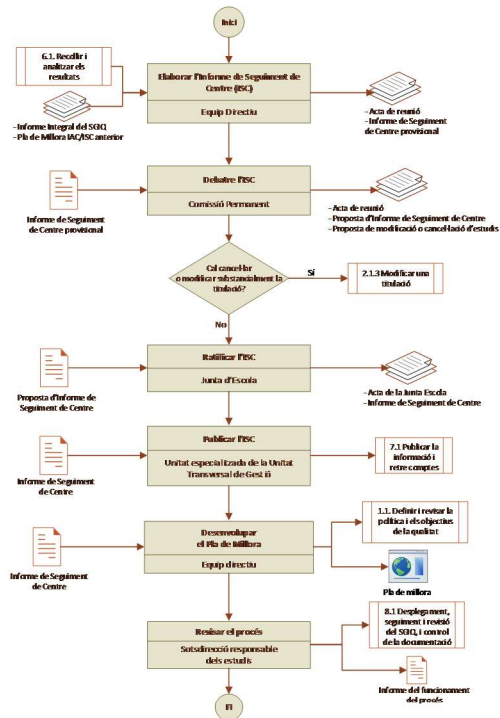 Inici
6.1. Recollir i
analitzar els
resultats
- Informe Integral del SGIQ
- Pla de Millora IAC/ISC anterior
Elaborar l'Informe de Seguiment de
Centre (ISC)
Equip Directiu
- Acta de reunió
- Informe de Seguiment
de Centre provisional
Informe de Seguiment
de Centre provisional
Debatre l'ISC
Comissió Permanent
- Acta de reunió
- Proposta d'Informe de Seguiment de Centre
- Proposta de modificació o cancel·lació d'estudis
Cal cancel·lar
o modificar substancialment la
titulació?
Sí
2.1.3 Modificar una
titulació
No
Proposta d'Informe de
Seguiment de Centre
Ratificar l'ISC
Junta d'Escola
- Acta de la Junta Escola
- Informe de Seguiment de Centre
Informe de Seguiment
de Centre
Publicar l'ISC
Unitat especialitzada de la Unitat
Transversal de Gestió
7.1 Publicar la
informació i
retre comptes
Informe de Seguiment de
Centre
Desenvolupar
el Pla de Millora
Equip directiu
1.1. Definir i revisar la
política i els objectius
de la qualitat
Pla de millora
Revisar el procés
Sotsdirecció responsable
dels estudis
8.1 Desplegament,
seguiment i revisió
del SGIQ, i control
de la documentació
Informe del funcionament
del procés
Fi